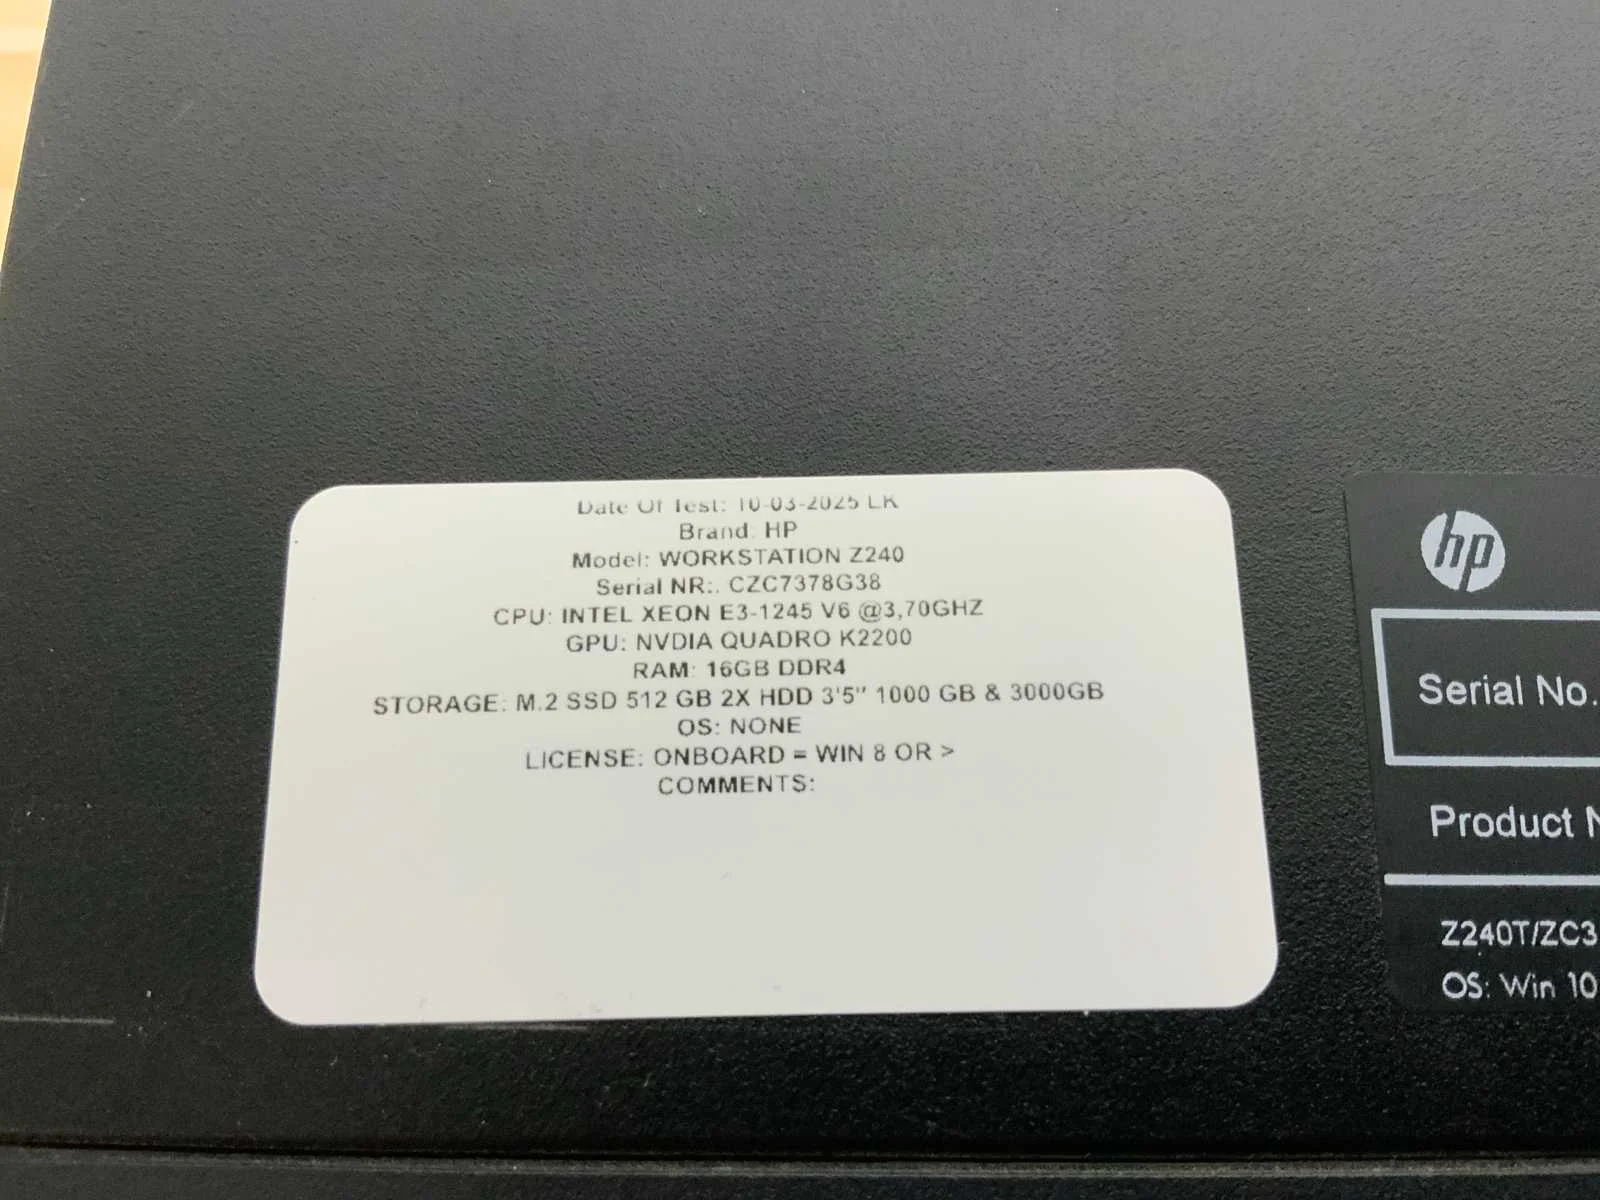 Date Of Test: 10-03-2025 LK
Brand: HP
Model: WORKSTATION Z240
Serial NR:. CZC7378G38
CPU: INTEL XEON E3-1245 V6 @3,70GHZ
GPU: NVDIA QUADRO K2200
RAM: 16GB DDR4
STORAGE: M.2 SSD 512 GB 2X HDD 3'5" 1000 GB & 3000GB
OS: NONE
LICENSE: ONBOARD = WIN 8 OR >
COMMENTS:
hp
Serial No.
Product N
Z240T/ZC3
OS: Win 10